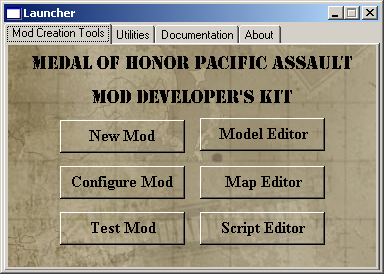 Launcher
Mod Creation Tools Utilities Documentation About
MEDAL OF HONOR PACIFIC ASSAULT
MOD DEVELOPER'S KIT
New Mod Model Editor
Configure Mod Map Editor
Test Mod Script Editor